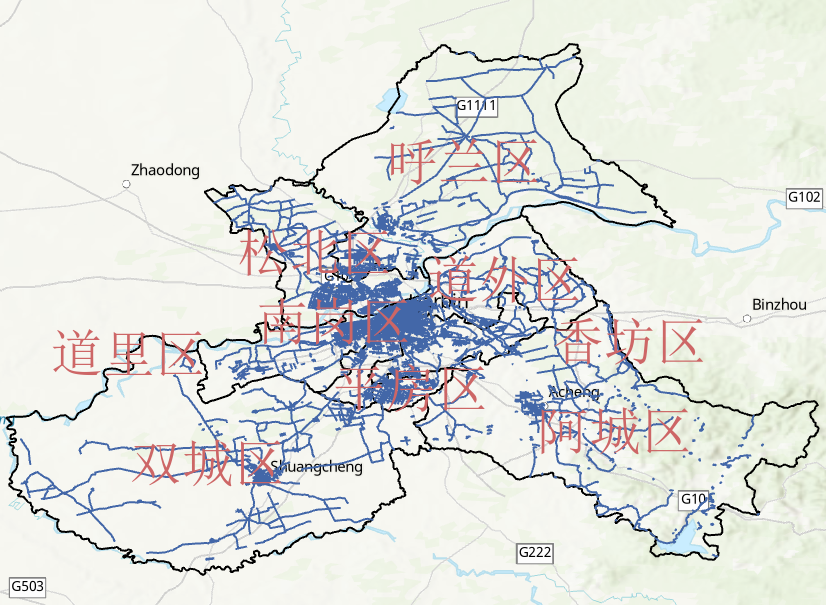 G1111
呼兰区
Zhaodong
G102
松北区
道外区
Binzhou
南岗区
香坊区
道里区
平房区
Acheng
阿城区
双城区
Shuangcheng
G10
G222
G503